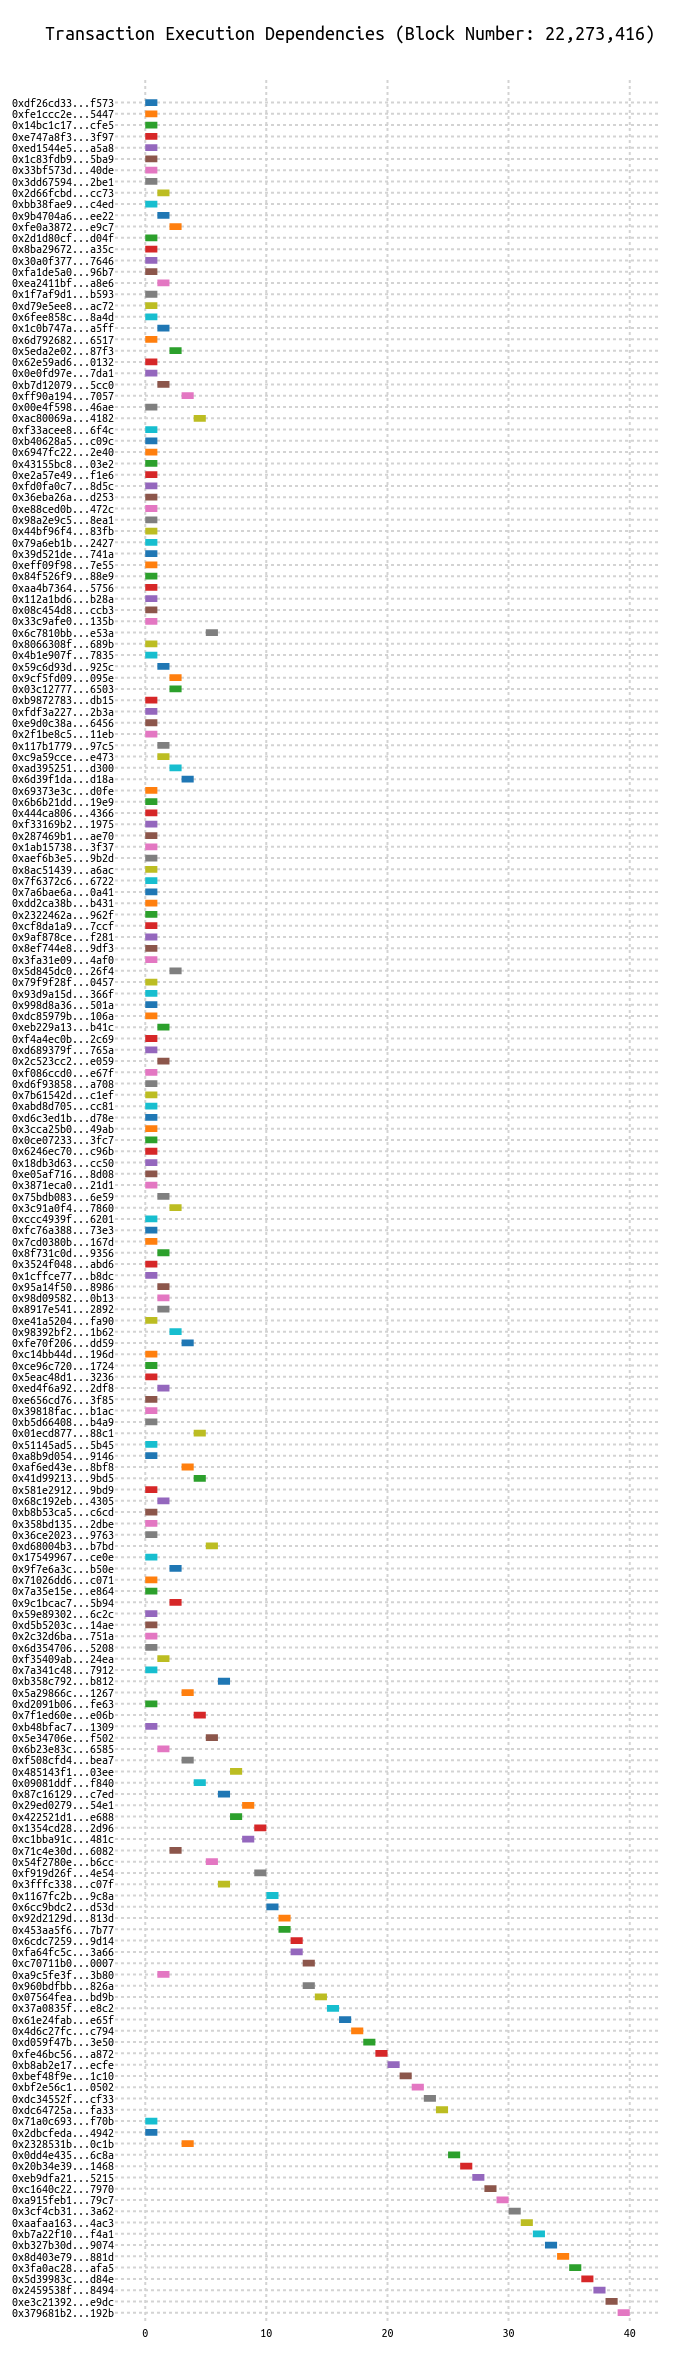 Transaction Execution Dependencies (Block Number: 22,273,416)
0xdf26cd33...f573
0xfe1ccc2e...5447
0x14bc1c17...cfe5
0xe747a8f3...3f97
0xed1544e5...a5a8
0x1c83fdb9...5ba9
0x33bf573d...40de
0x3dd67594...2be1
0x2d66fcbd...cc73
0xbb38fae9...c4ed
0x9b4704a6...ee22
0xfe0a3872...e9c7
0x2d1d80cf...d04f
0x8ba29672...a35c
0x30a0f377...7646
0xfa1de5a0...96b7
0xea2411bf...a8e6
0x1f7af9d1...b593
0xd79e5ee8...ac72
0x6fee858c...8a4d
0x1c0b747a...a5ff
0x6d792682...6517
0x5eda2e02...87f3
0x62e59ad6...0132
0x0e0fd97e...7da1
0xb7d12079...5cc0
0xff90a194...7057
0x00e4f598...46ae
0xac80069a...4182
0xf33acee8...6f4c
0xb40628a5...c09c
0x6947fc22...2e40
0x43155bc8...03e2
0xe2a57e49...f1e6
0xfd0fa0c7...8d5c
0x36eba26a...d253
0xe88ced0b...472c
0x98a2e9c5...8ea1
0x44bf96f4...83fb
0x79a6eb1b...2427
0x39d521de...741a
0xeff09f98...7e55
0x84f526f9...88e9
0xaa4b7364...5756
0x112a1bd6...b28a
0x08c454d8...ccb3
0x33c9afe0...135b
0x6c7810bb...e53a
0x8066308f...689b
0x4b1e907f...7835
0x59c6d93d...925c
0x9cf5fd09...095e
0x03c12777...6503
0xb9872783...db15
0xfdf3a227...2b3a
0xe9d0c38a...6456
0x2f1be8c5...11eb
0x117b1779...97c5
0xc9a59cce...e473
0xad395251...d300
0x6d39f1da...d18a
0x69373e3c...d0fe
0x6b6b21dd...19e9
0x444ca806...4366
0xf33169b2...1975
0x287469b1...ae70
0x1ab15738...3f37
0xaef6b3e5...9b2d
0x8ac51439...a6ac
0x7f6372c6...6722
0x7a6bae6a...0a41
0xdd2ca38b...b431
0x2322462a...962f
0xcf8da1a9...7ccf
0x9af878ce...f281
0x8ef744e8...9df3
0x3fa31e09...4af0
0x5d845dc0...26f4
0x79f9f28f...0457
0x93d9a15d...366f
0x998d8a36...501a
0xdc85979b...106a
0xeb229a13...b41c
0xf4a4ec0b...2c69
0xd689379f...765a
0x2c523cc2...e059
0xf086ccd0...e67f
0xd6f93858...a708
0x7b61542d...c1ef
0xabd8d705...cc81
0xd6c3ed1b...d78e
0x3cca25b0...49ab
0x0ce07233...3fc7
0x6246ec70...c96b
0x18db3d63...cc50
0xe05af716...8d08
0x3871eca0...21d1
0x75bdb083...6e59
0x3c91a0f4...7860
0xccc4939f...6201
0xfc76a388...73e3
0x7cd0380b...167d
0x8f731c0d...9356
0x3524f048...abd6
0x1cffce77...b8dc
0x95a14f50...8986
0x98d09582...0b13
0x8917e541...2892
0xe41a5204...fa90
0x98392bf2...1b62
0xfe70f206...dd59
0xc14bb44d...196d
0xce96c720...1724
0x5eac48d1...3236
0xed4f6a92...2df8
0xe656cd76...3f85
0x39818fac...b1ac
0xb5d66408...b4a9
0x01ecd877...88c1
0x51145ad5...5b45
0xa8b9d054...9146
0xaf6ed43e...8bf8
0x41d99213...9bd5
0x581e2912...9bd9
0x68c192eb...4305
0xb8b53ca5...c6cd
0x358bd135...2dbe
0x36ce2023...9763
0xd68004b3...b7bd
0x17549967...ce0e
0x9f7e6a3c...b50e
0x71026dd6...c071
0x7a35e15e...e864
0x9c1bcac7...5b94
0x59e89302...6c2c
0xd5b5203c...14ae
0x2c32d6ba...751a
0x6d354706...5208
0xf35409ab...24ea
0x7a341c48...7912
0xb358c792...b812
0x5a29866c...1267
0xd2091b06...fe63
0x7f1ed60e...e06b
0xb48bfac7...1309
0x5e34706e...f502
0x6b23e83c...6585
0xf508cfd4...bea7
0x485143f1...03ee
0x09081ddf...f840
0x87c16129...c7ed
0x29ed0279...54e1
0x422521d1...e688
0x1354cd28...2d96
0xc1bba91c...481c
0x71c4e30d...6082
0x54f2780e...b6cc
0xf919d26f...4e54
0x3fffc338...c07f
0x1167fc2b...9c8a
0x6cc9bdc2...d53d
0x92d2129d...813d
0x453aa5f6...7b77
0x6cdc7259...9d14
0xfa64fc5c...3a66
0xc70711b0...0007
0xa9c5fe3f...3b80
0x960bdfbb...826a
0x07564fea...bd9b
0x37a0835f...e8c2
0x61e24fab...e65f
0x4d6c27fc...c794
0xd059f47b...3e50
0xfe46bc56...a872
0xb8ab2e17...ecfe
0xbef48f9e...1c10
0xbf2e56c1...0502
0xdc34552f...cf33
0xdc64725a...fa33
0x71a0c693...f70b
0x2dbcfeda...4942
0x2328531b...0c1b
0x0dd4e435...6c8a
0x20b34e39...1468
0xeb9dfa21...5215
0xc1640c22...7970
0xa915feb1...79c7
0x3cf4cb31...3a62
0xaafaa163...4ac3
0xb7a22f10...f4a1
0xb327b30d...9074
0x8d403e79...881d
0x3fa0ac28...afa5
0x5d39983c...d84e
0x2459538f...8494
0xe3c21392...e9dc
0x379681b2...192b
0 10 20 30 40